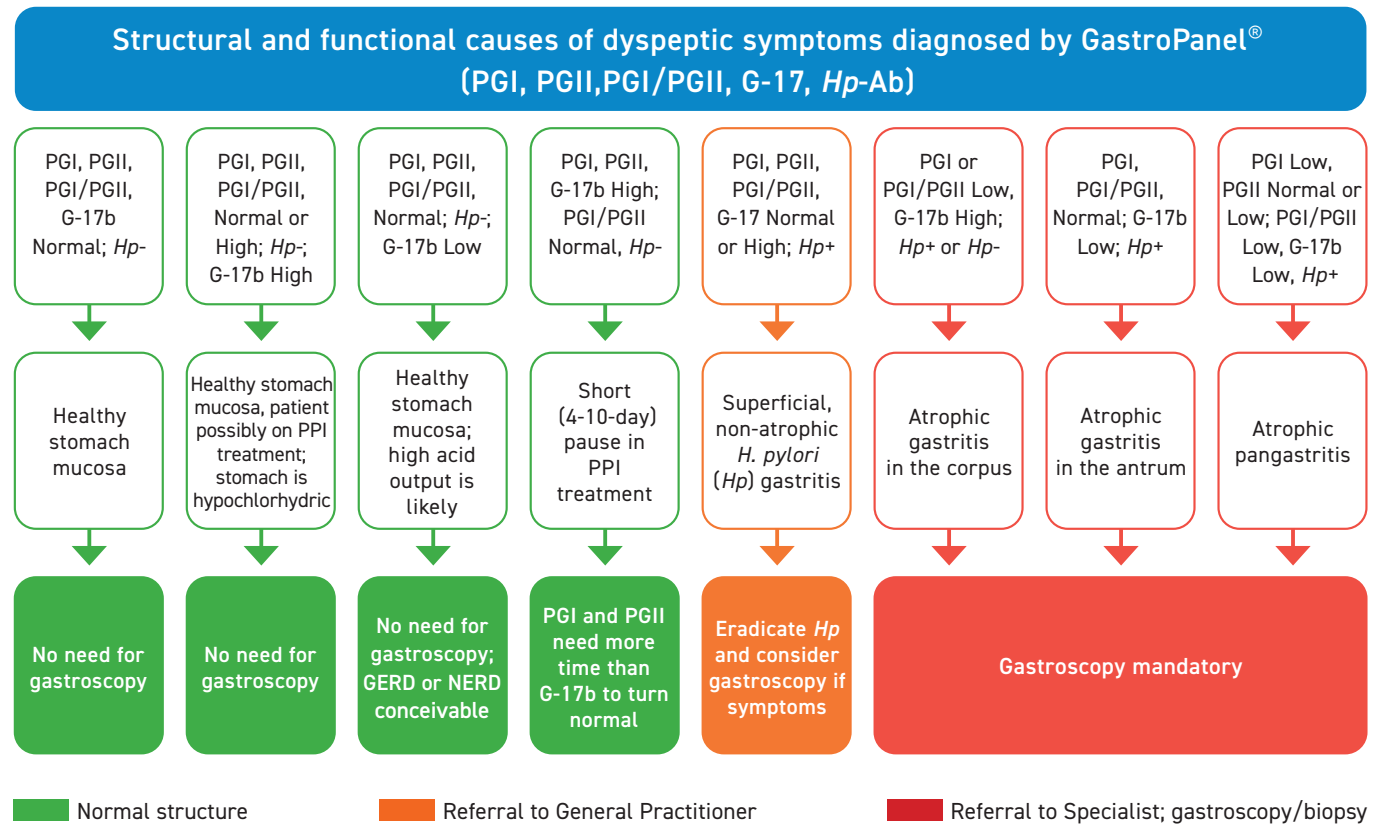 Structural and functional causes of dyspeptic symptoms diagnosed by GastroPanel®
(PGI, PGII,PGI/PGII, G-17, Hp-Ab)
PGI, PGII,
PGI/PGII,
G-17b
Normal; Hp-
PGI, PGII,
PGI/PGII,
Normal or
High; Hp-;
G-17b High
PGI, PGII,
PGI/PGII,
Normal; Hp-;
G-17b Low
PGI, PGII,
G-17b High;
PGI/PGII
Normal, Hp-
PGI, PGII,
PGI/PGII,
G-17 Normal
or High; Hp+
PGI or
PGI/PGII Low,
G-17b High;
Hp+ or Hp-
PGI,
PGI/PGII,
Normal; G-17b
Low; Hp+
PGI Low,
PGII Normal or
Low; PGI/PGII
Low, G-17b
Low, Hp+
Healthy
stomach
mucosa
Healthy stomach
mucosa, patient
possibly on PPI
treatment;
stomach is
hypochlorhydric
Healthy
stomach
mucosa;
high acid
output is
likely
Short
(4-10-day)
pause in
PPI
treatment
Superficial,
non-atrophic
H. pylori
(Hp) gastritis
Atrophic
gastritis
in the corpus
Atrophic
gastritis
in the antrum
Atrophic
pangastritis
No need for
gastroscopy
No need for
gastroscopy
No need for
gastroscopy;
GERD or NERD
conceivable
PGI and PGII
need more
time than
G-17b to turn
normal
Eradicate Hp
and consider
gastroscopy if
symptoms
Gastroscopy mandatory
Normal structure
Referral to General Practitioner
Referral to Specialist; gastroscopy/biopsy